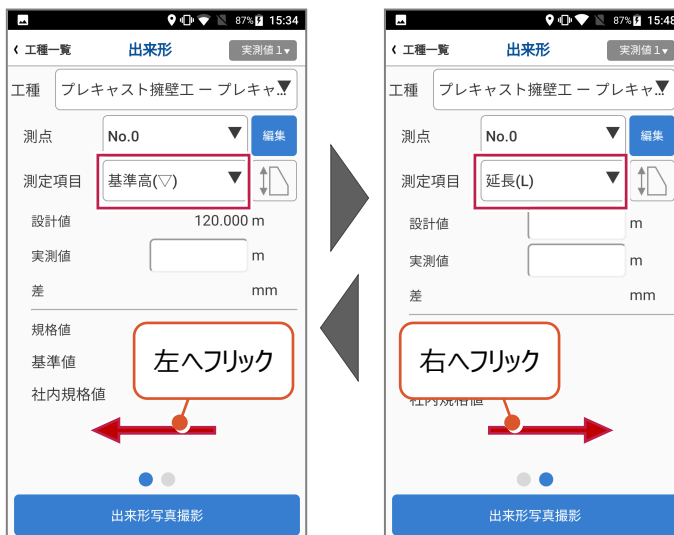 87% 15:34
工種一覧 出来形 実測値1▼
工種 プレキャスト擁壁工 ー プレキャ...▼
測点 No.0 ▼ 編集
測定項目 基準高(▽) ▼
設計値 120.000 m
実測値 m
差 mm
規格値
基準値
社内規格値
左へフリック
出来形写真撮影
87% 15:48
工種一覧 出来形 実測値1▼
工種 プレキャスト擁壁工 ー プレキャ...▼
測点 No.0 ▼ 編集
測定項目 延長(L) ▼
設計値 m
実測値 m
差 mm
右へフリック
社内規格値
出来形写真撮影